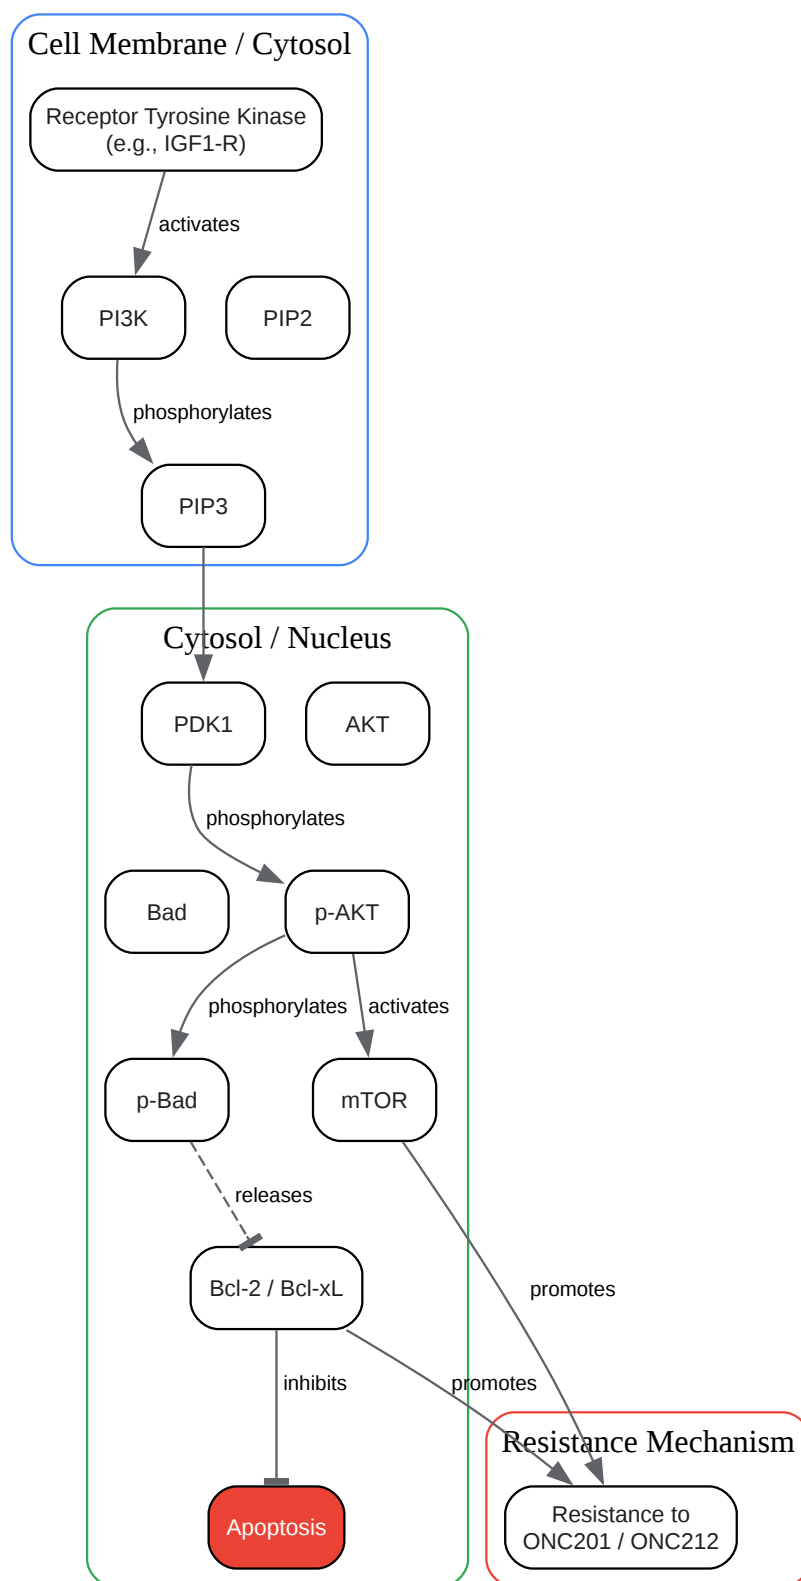 Cell Membrane / Cytosol
Receptor Tyrosine Kinase
(e.g., IGF1-R)
activates
PI3K
PIP2
phosphorylates
PIP3
Cytosol / Nucleus
PDK1
AKT
phosphorylates
Bad
p-AKT
phosphorylates
activates
p-Bad
mTOR
releases
Bcl-2 / Bcl-xL
promotes
inhibits
promotes
Resistance Mechanism
Apoptosis
Resistance to
ONC201 / ONC212